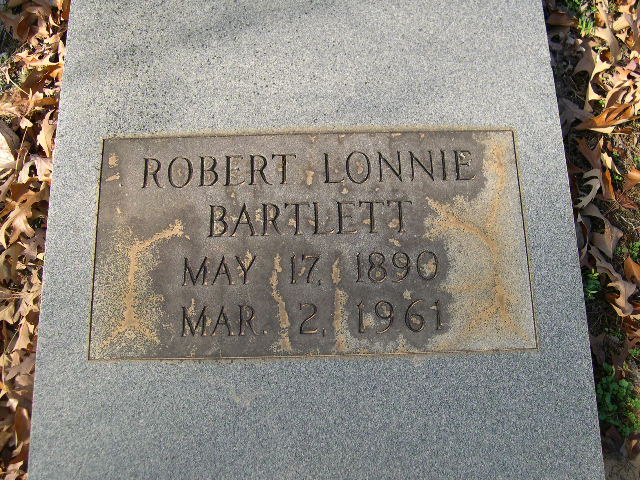 ROBERT LONNIE
BARTLETT
MAY 17, 1890
MAR. 2, 1961